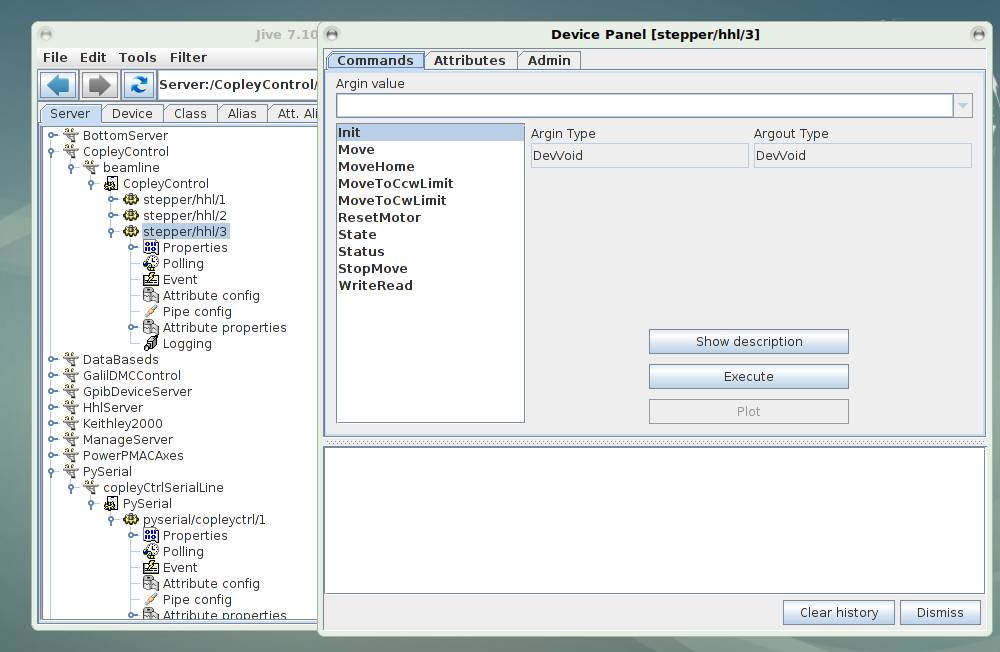 Jive 7.10
File Edit Tools Filter
Server:/CopleyControl/
Server Device Class Alias Att. Ali
BottomServer
CopleyControl
beamline
CopleyControl
stepper/hhl/1
stepper/hhl/2
stepper/hhl/3
Properties
Polling
Event
Attribute config
Pipe config
Attribute properties
Logging
DataBaseds
GalilDMCControl
GpibDeviceServer
HhlServer
Keithley2000
ManageServer
PowerPMACAxes
PySerial
copleyCtrlSerialLine
PySerial
pyserial/copleyctrl/1
Properties
Polling
Event
Attribute config
Pipe config
Attribute properties
Device Panel [stepper/hhl/3]
Commands Attributes Admin
Argin value
Init
Move
MoveHome
MoveToCcwLimit
MoveToCwLimit
ResetMotor
State
Status
StopMove
WriteRead
Argin Type Argout Type
DevVoid DevVoid
Show description
Execute
Plot
Clear history Dismiss